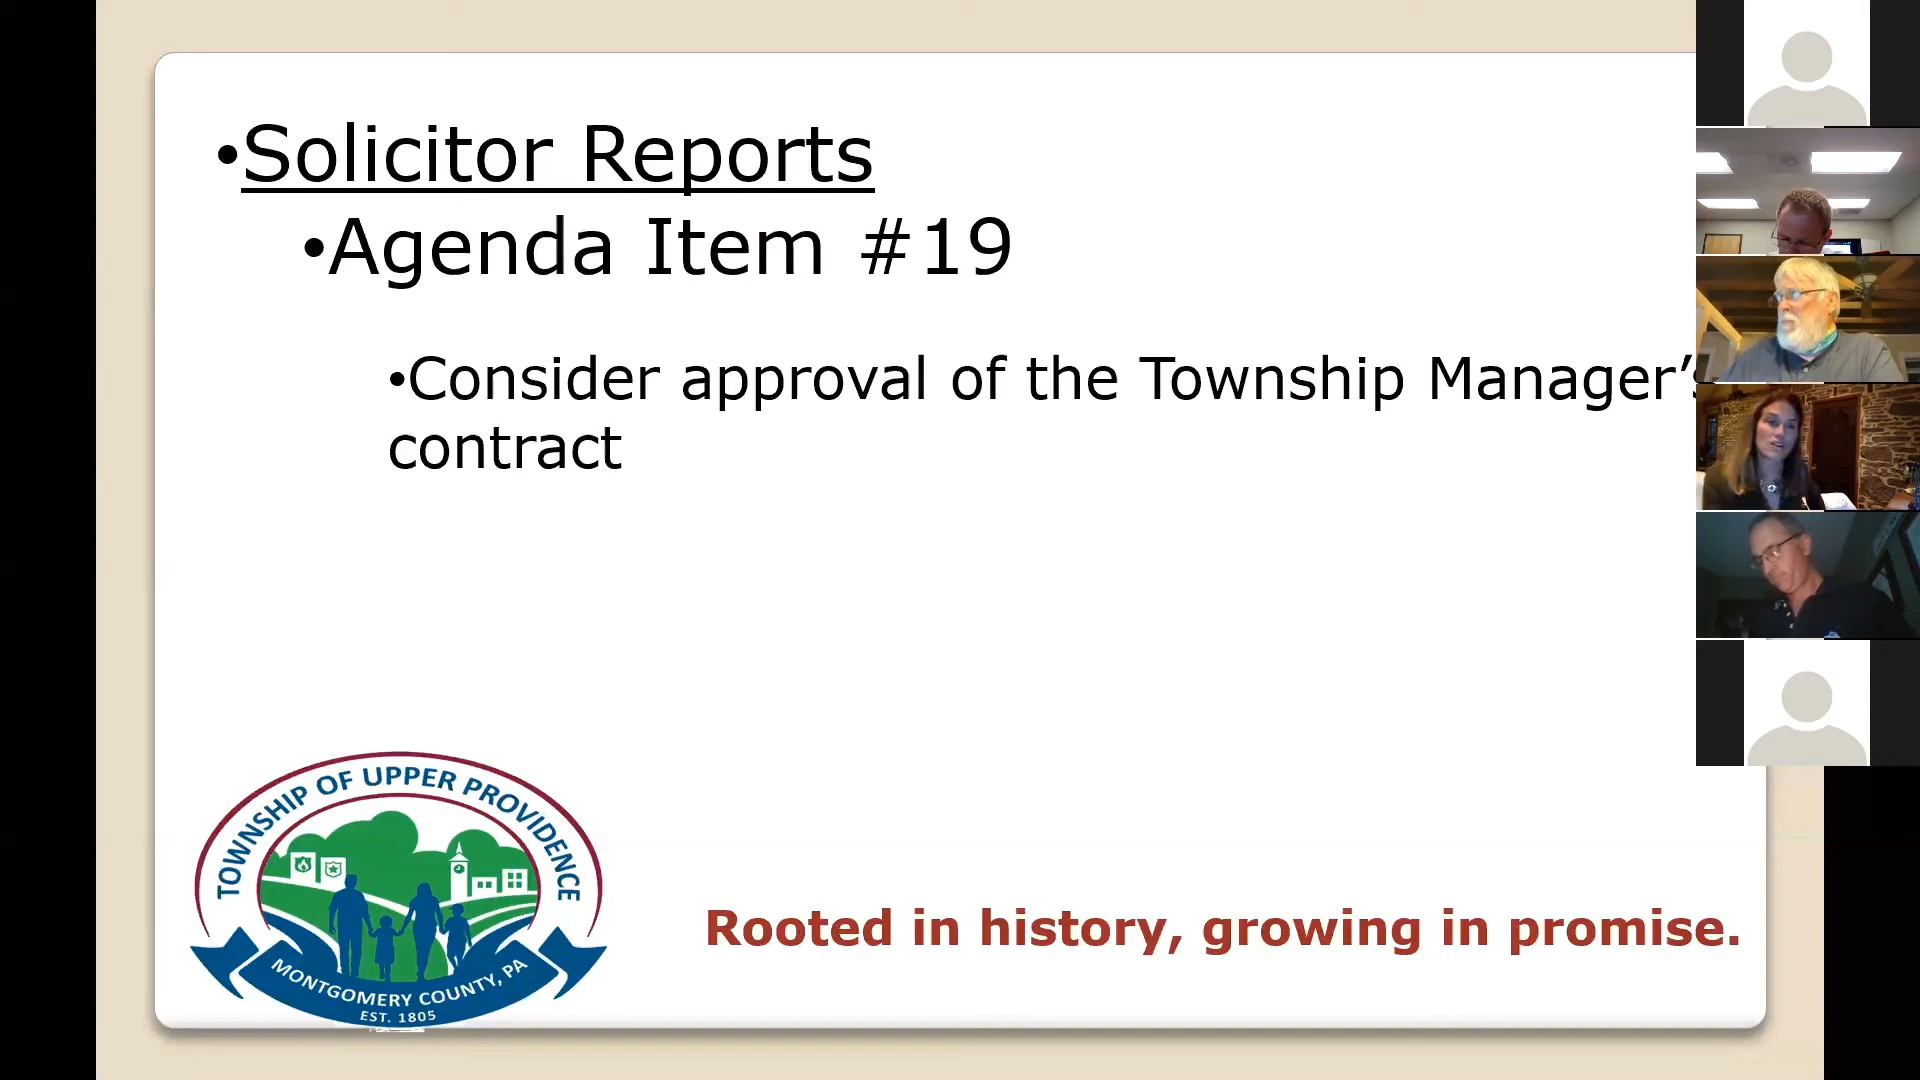 •Solicitor Reports
•Agenda Item #19
•Consider approval of the Township Manager’s
contract
TOWNSHIP OF UPPER PROVIDENCE
MONTGOMERY COUNTY, PA
EST. 1805
Rooted in history, growing in promise.